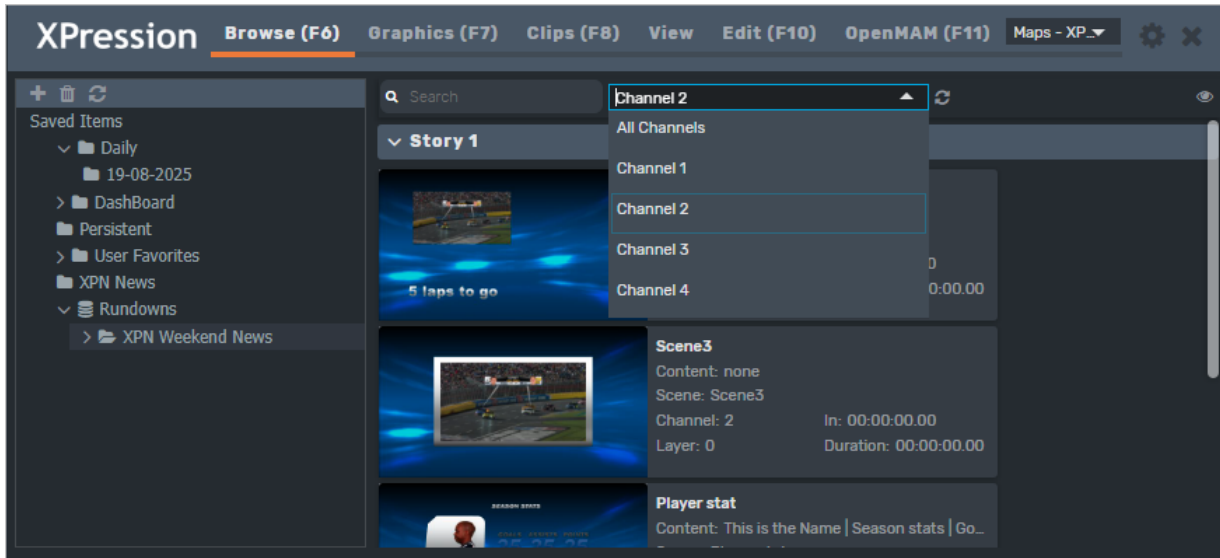 XPression Browse (F6) Graphics (F7) Clips (F8) View Edit (F10) OpenMAM (F11) Maps - XP...
Search
Channel 2
Saved Items
Daily
19-08-2025
DashBoard
Persistent
User Favorites
XPN News
Rundowns
XPN Weekend News
Story 1
All Channels
Channel 1
Channel 2
Channel 3
Channel 4
5 laps to go
0:00.00
Scene3
Content: none
Scene: Scene3
Channel: 2 In: 00:00:00.00
Layer: 0 Duration: 00:00:00.00
SEASON STATS
Player stat
Content: This is the Name | Season stats | Go...